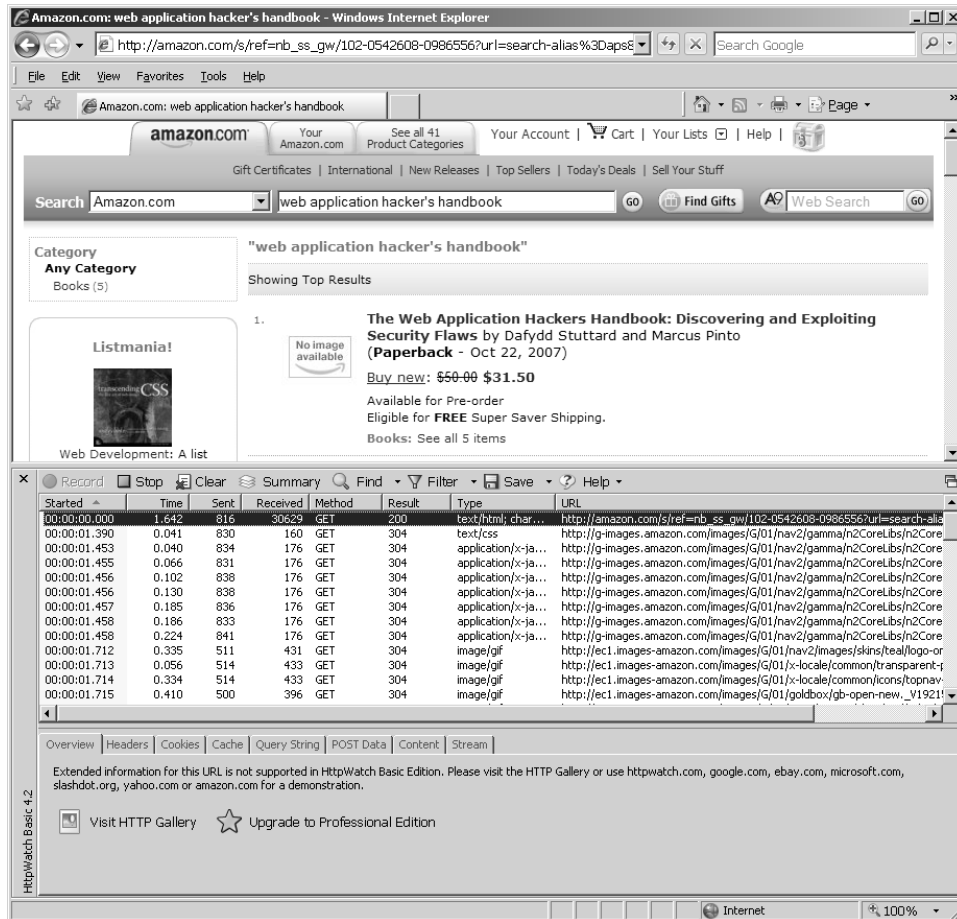 Amazon.com: web application hacker's handbook - Windows Internet Explorer
http://amazon.com/s/ref=nb_ss_gw/102-0542608-0986556?url=search-alias%3Daps&
Search Google
File Edit View Favorites Tools Help
Amazon.com: web application hacker's handbook
Page
»
amazon.com
Your Amazon.com
See all 41 Product Categories
Your Account | Cart | Your Lists | Help |
Gift Certificates | International | New Releases | Top Sellers | Today's Deals | Sell Your Stuff
Search Amazon.com web application hacker's handbook GO Find Gifts A9 Web Search GO
Category
Any Category
Books (5)
"web application hacker's handbook"
Showing Top Results
Listmania!
transcending CSS
Web Development: A list
1.
No image available
The Web Application Hackers Handbook: Discovering and Exploiting
Security Flaws by Dafydd Stuttard and Marcus Pinto
(Paperback - Oct 22, 2007)
Buy new: $50.00 $31.50
Available for Pre-order
Eligible for FREE Super Saver Shipping.
Books: See all 5 items
Record Stop Clear Summary Find Filter Save Help
Started Time Sent Received Method Result Type URL
00:00:00.000 1.642 816 30629 GET 200 text/html; char... http://amazon.com/s/ref=nb_ss_gw/102-0542608-0986556?url=search-alia
00:00:01.390 0.041 830 160 GET 304 text/css http://g-images.amazon.com/images/G/01/nav2/gamma/n2CoreLibs/n2Core
00:00:01.453 0.040 834 176 GET 304 application/x-ja... http://g-images.amazon.com/images/G/01/nav2/gamma/n2CoreLibs/n2Core
00:00:01.455 0.066 831 176 GET 304 application/x-ja... http://g-images.amazon.com/images/G/01/nav2/gamma/n2CoreLibs/n2Core
00:00:01.456 0.102 838 176 GET 304 application/x-ja... http://g-images.amazon.com/images/G/01/nav2/gamma/n2CoreLibs/n2Core
00:00:01.456 0.130 838 176 GET 304 application/x-ja... http://g-images.amazon.com/images/G/01/nav2/gamma/n2CoreLibs/n2Core
00:00:01.457 0.185 836 176 GET 304 application/x-ja... http://g-images.amazon.com/images/G/01/nav2/gamma/n2CoreLibs/n2Core
00:00:01.458 0.186 833 176 GET 304 application/x-ja... http://g-images.amazon.com/images/G/01/nav2/gamma/n2CoreLibs/n2Core
00:00:01.458 0.224 841 176 GET 304 application/x-ja... http://g-images.amazon.com/images/G/01/nav2/gamma/n2CoreLibs/n2Core
00:00:01.712 0.335 511 431 GET 304 image/gif http://ec1.images-amazon.com/images/G/01/nav2/images/skins/teal/logo-on
00:00:01.713 0.056 514 433 GET 304 image/gif http://ec1.images-amazon.com/images/G/01/x-locale/common/transparent-p
00:00:01.714 0.334 514 433 GET 304 image/gif http://ec1.images-amazon.com/images/G/01/x-locale/common/icons/topnav-
00:00:01.715 0.410 500 396 GET 304 image/gif http://ec1.images-amazon.com/images/G/01/goldbox/gb-open-new._V1921
Overview Headers Cookies Cache Query String POST Data Content Stream
Extended information for this URL is not supported in HttpWatch Basic Edition. Please visit the HTTP Gallery or use httpwatch.com, google.com, ebay.com, microsoft.com,
slashdot.org, yahoo.com or amazon.com for a demonstration.
Visit HTTP Gallery Upgrade to Professional Edition
HttpWatch Basic 4.2
Internet 100%